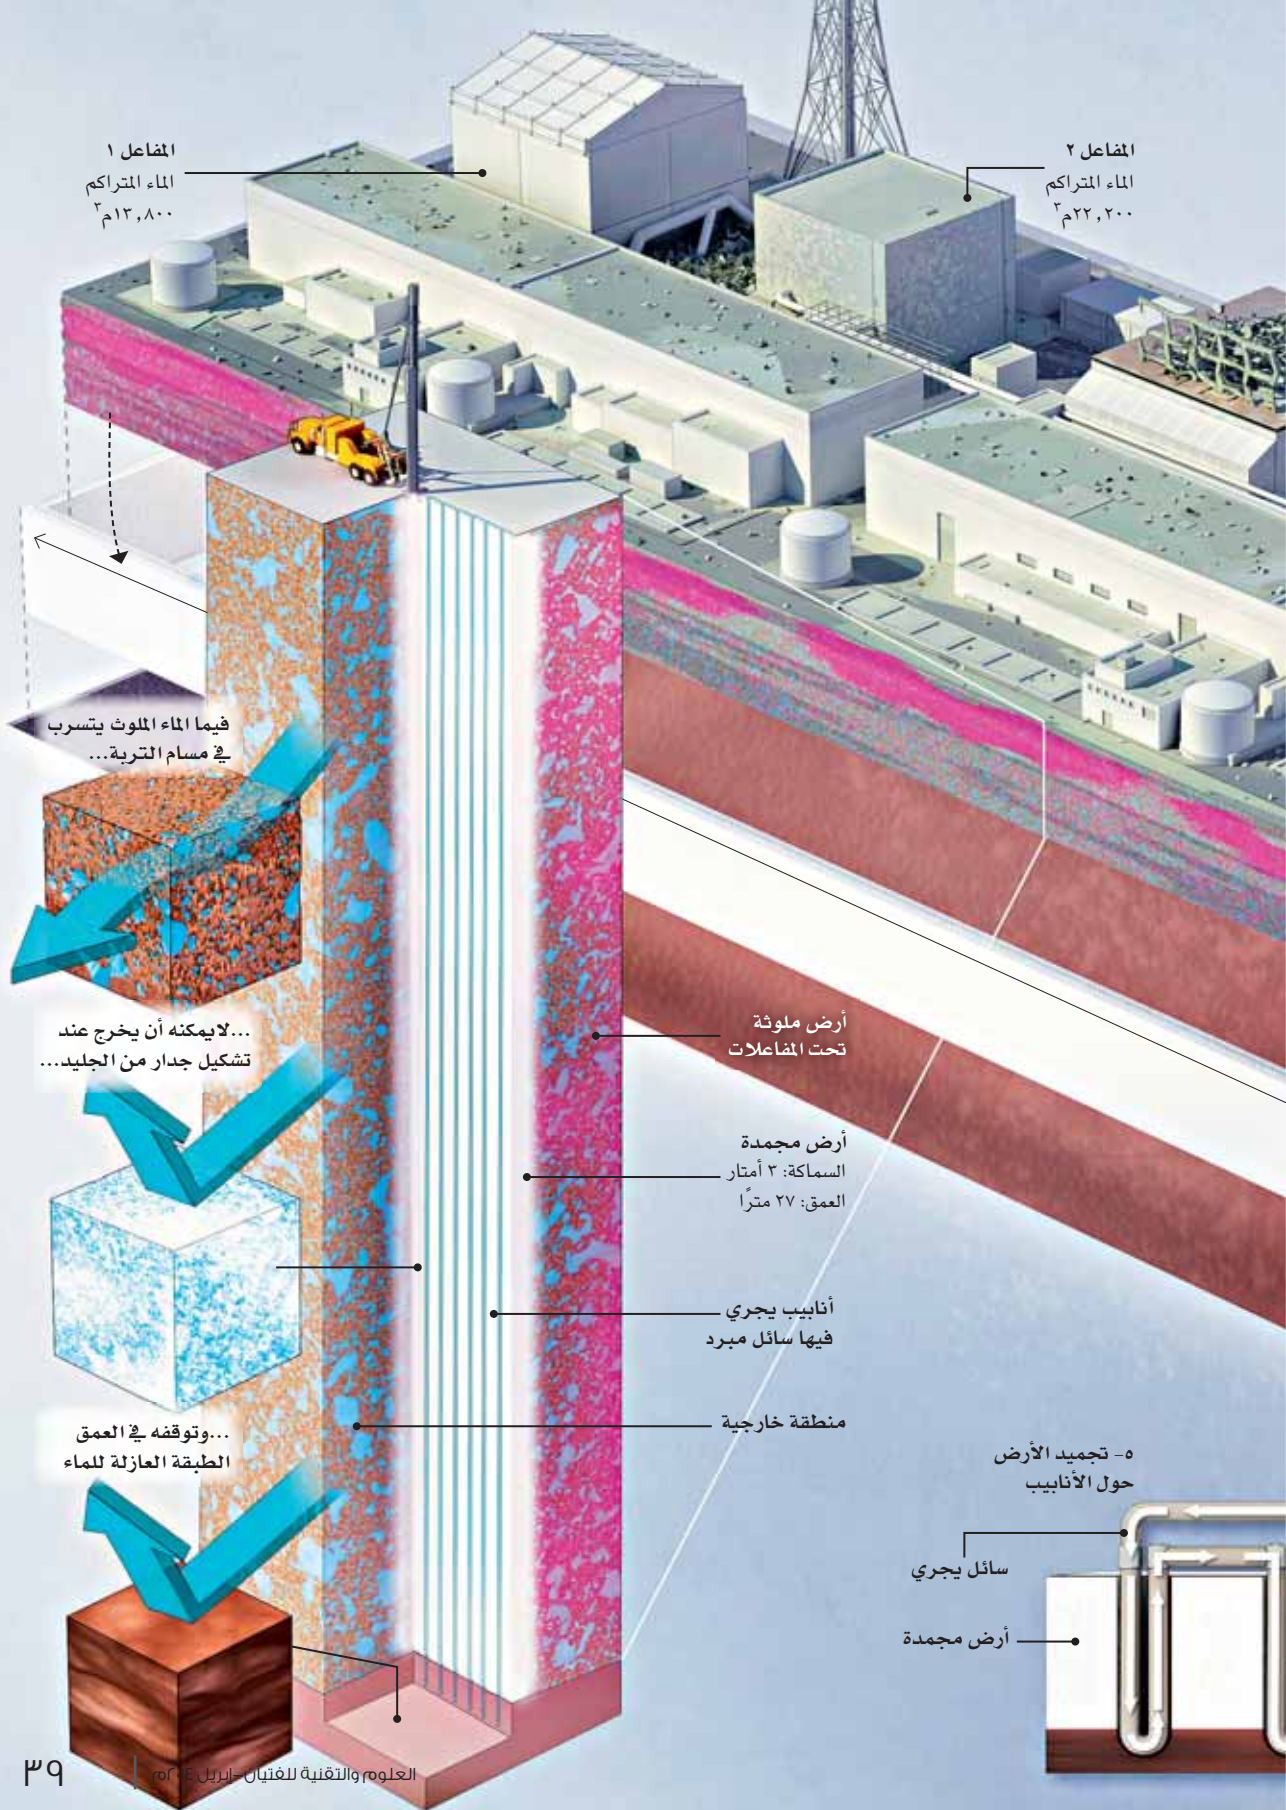 المفاعل ١
الماء المتراكم
١٣,٨٠٠م٣
المفاعل ٢
الماء المتراكم
٢٢,٢٠٠م٣
فيما الماء الملوث يتسرب
في مسام التربة...
...لايمكنه أن يخرج عند
تشكيل جدار من الجليد...
أرض ملوثة
تحت المفاعلات
أرض مجمدة
السماكة: ٣ أمتار
العمق: ٢٧ مترًا
أنابيب يجري
فيها سائل مبرد
منطقة خارجية
...وتوقفه في العمق
الطبقة العازلة للماء
٥- تجميد الأرض
حول الأنابيب
سائل يجري
أرض مجمدة
العلوم والتقنية للفتيان-إبريل ٢٠١٤م
٣٩